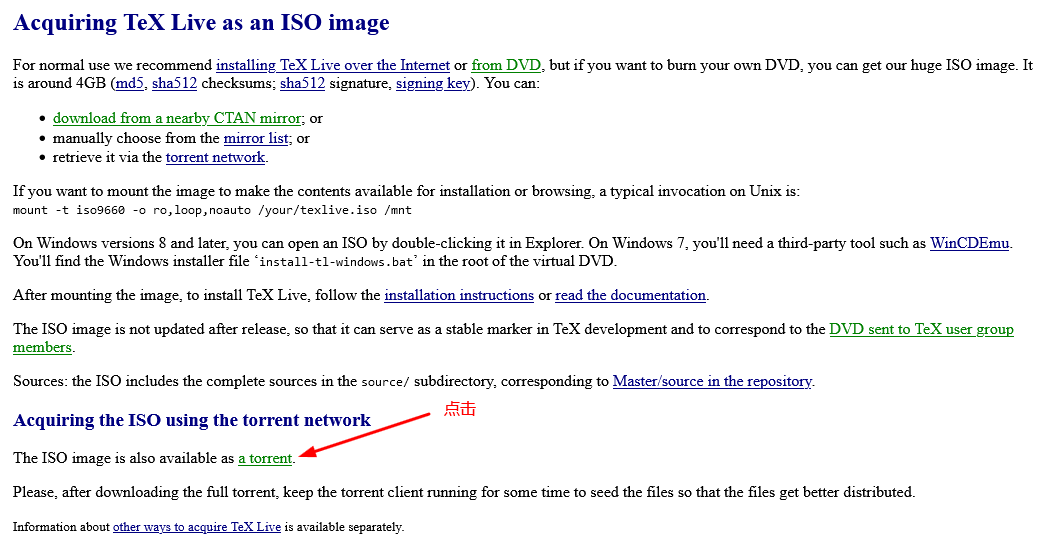 Acquiring TeX Live as an ISO image
For normal use we recommend installing TeX Live over the Internet or from DVD, but if you want to burn your own DVD, you can get our huge ISO image. It
is around 4GB (md5, sha512 checksums; sha512 signature, signing key). You can:
• download from a nearby CTAN mirror; or
• manually choose from the mirror list; or
• retrieve it via the torrent network.
If you want to mount the image to make the contents available for installation or browsing, a typical invocation on Unix is:
mount -t iso9660 -o ro,loop,noauto /your/texlive.iso /mnt
On Windows versions 8 and later, you can open an ISO by double-clicking it in Explorer. On Windows 7, you'll need a third-party tool such as WinCDEmu.
You'll find the Windows installer file ‘install-tl-windows.bat’ in the root of the virtual DVD.
After mounting the image, to install TeX Live, follow the installation instructions or read the documentation.
The ISO image is not updated after release, so that it can serve as a stable marker in TeX development and to correspond to the DVD sent to TeX user group
members.
Sources: the ISO includes the complete sources in the source/ subdirectory, corresponding to Master/source in the repository.
点击
Acquiring the ISO using the torrent network
The ISO image is also available as a torrent.
Please, after downloading the full torrent, keep the torrent client running for some time to seed the files so that the files get better distributed.
Information about other ways to acquire TeX Live is available separately.